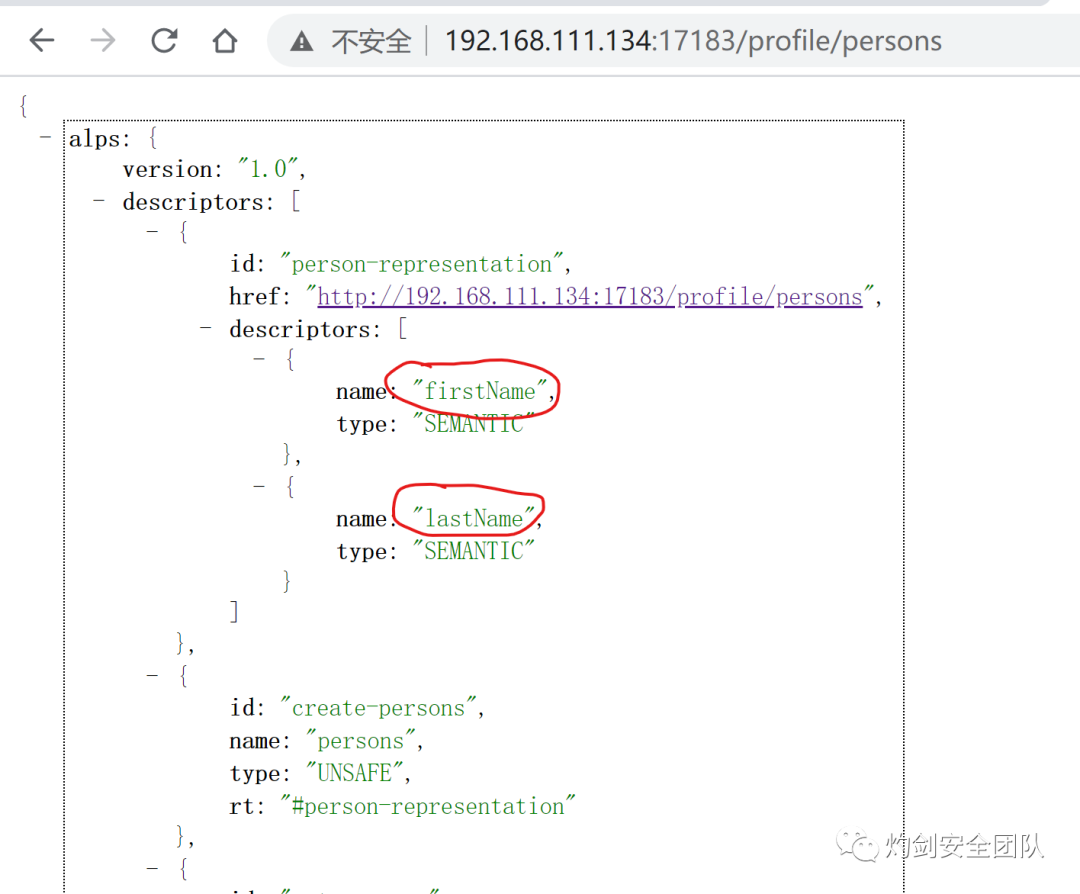 不安全 192.168.111.134:17183/profile/persons
{
- alps: {
version: "1.0",
- descriptors: [
- {
id: "person-representation",
href: "http://192.168.111.134:17183/profile/persons",
- descriptors: [
- {
name: "firstName",
type: "SEMANTIC"
},
- {
name: "lastName",
type: "SEMANTIC"
}
]
},
- {
id: "create-persons",
name: "persons",
type: "UNSAFE",
rt: "#person-representation"
},
- {
灼剑安全团队